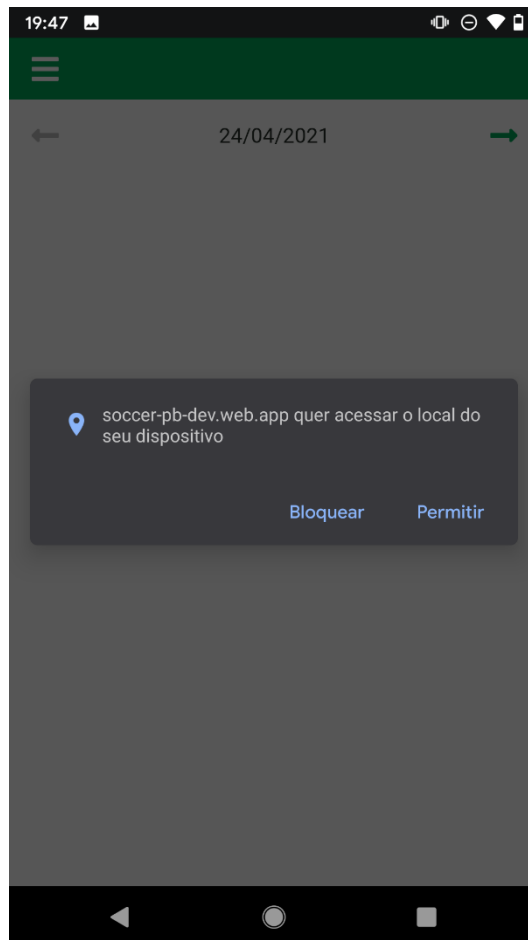 19:47
24/04/2021
soccer-pb-dev.web.app quer acessar o local do
seu dispositivo
Bloquear Permitir